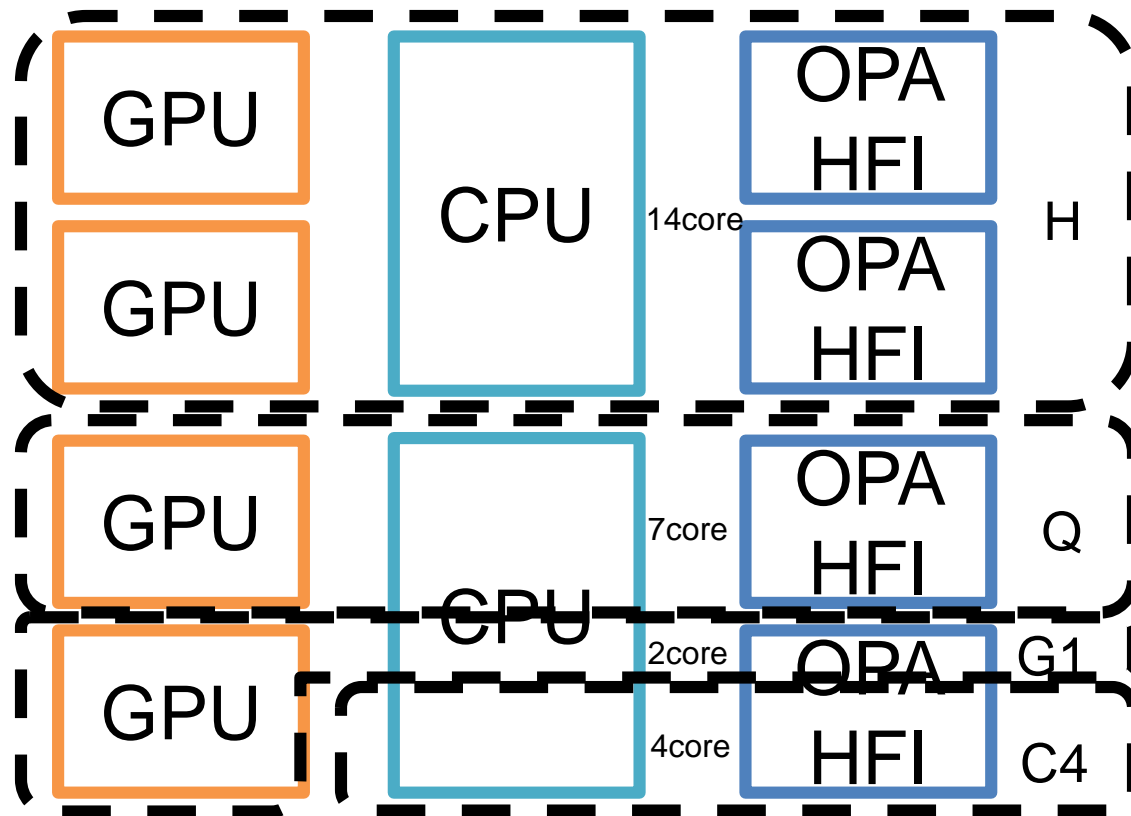 GPU
CPU
OPA
HFI
14core
H
GPU
OPA
HFI
GPU
CPU
7core
OPA
HFI
Q
GPU
2core
OPA
HFI
G1
4core
C4